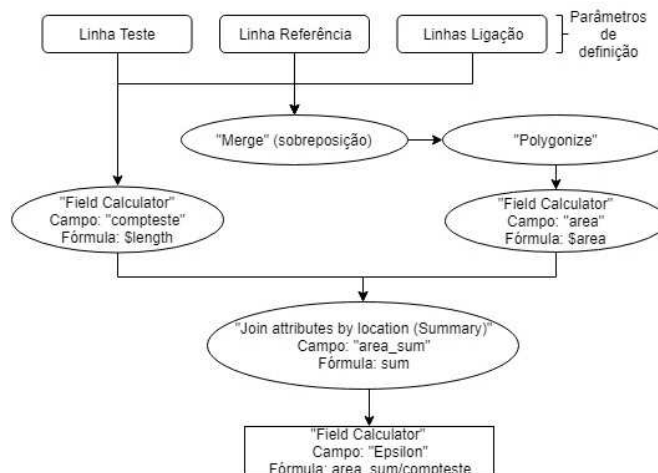 Linha Teste
Linha Referência
Linhas Ligação
Parâmetros
de
definição
"Merge" (sobreposição)
"Polygonize"
"Field Calculator"
Campo: "compteste"
Fórmula: $length
"Field Calculator"
Campo: "area"
Fórmula: $area
"Join attributes by location (Summary)"
Campo: "area_sum"
Fórmula: sum
"Field Calculator"
Campo: "Epsilon"
Fórmula: area_sum/compteste